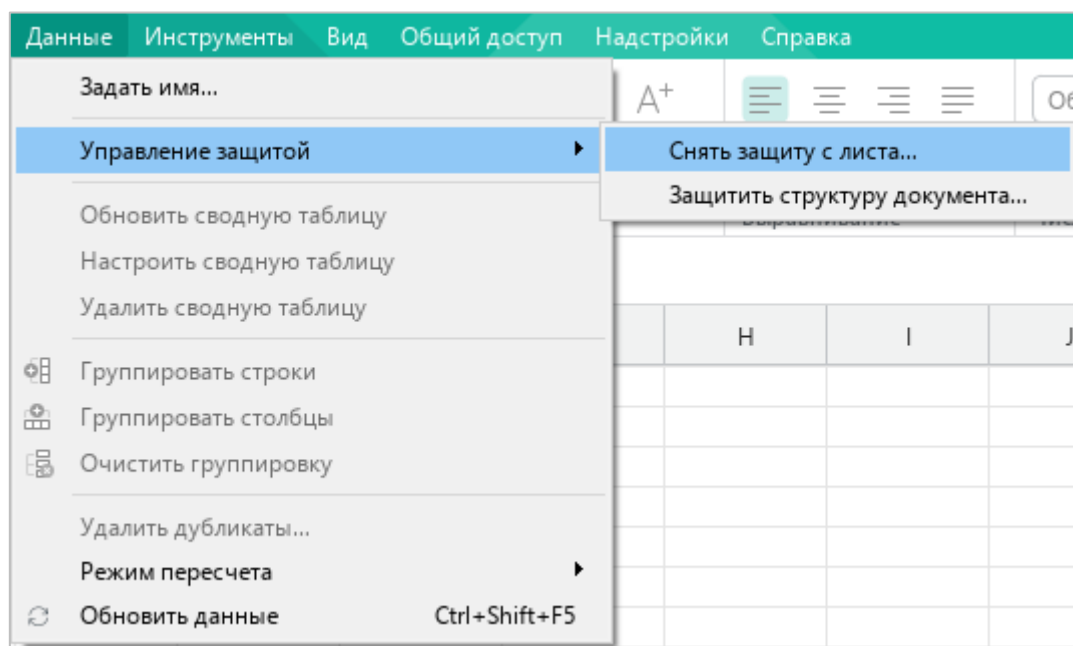 Данные Инструменты Вид Общий доступ Надстройки Справка
Задать имя...
A+
Управление защитой
Снять защиту с листа...
Защитить структуру документа...
Обновить сводную таблицу
Настроить сводную таблицу
Удалить сводную таблицу
H I J
Группировать строки
Группировать столбцы
Очистить группировку
Удалить дубликаты...
Режим пересчета
Обновить данные Ctrl+Shift+F5